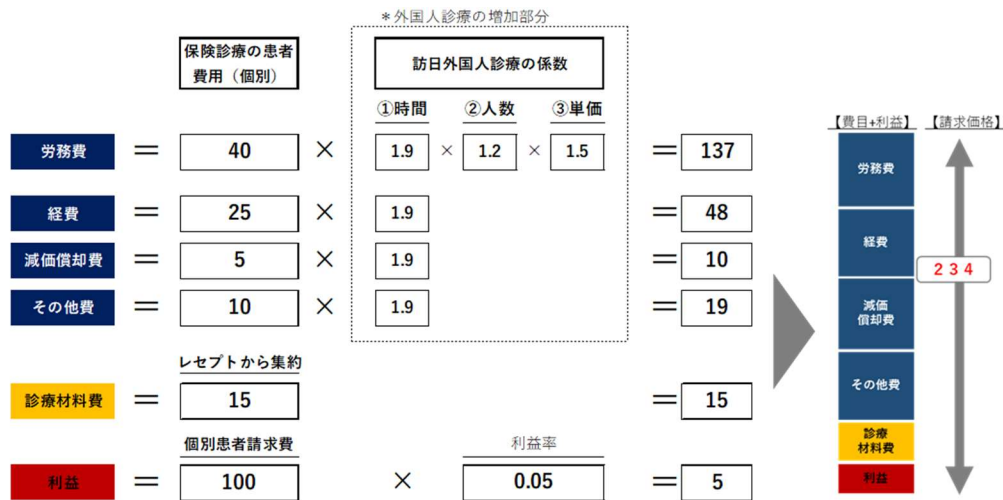 ＊外国人診療の増加部分
保険診療の患者
費用（個別）
訪日外国人診療の係数
①時間 ②人数 ③単価
【費目+利益】 【請求価格】
労務費 ＝ 40 × 1.9 × 1.2 × 1.5 ＝ 137
経費 ＝ 25 × 1.9 ＝ 48
減価償却費 ＝ 5 × 1.9 ＝ 10
その他費 ＝ 10 × 1.9 ＝ 19
レセプトから集約
診療材料費 ＝ 15 ＝ 15
個別患者請求費 利益率
利益 ＝ 100 × 0.05 ＝ 5
労務費
経費
２３４
減価
償却費
その他費
診療
材料費
利益